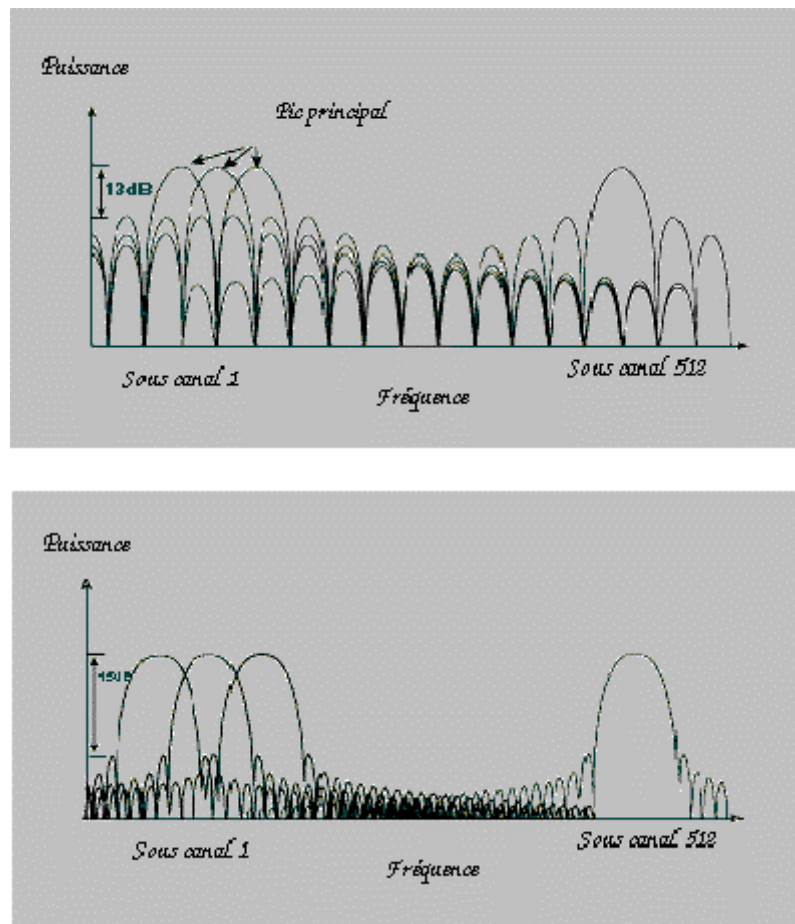 Puissance
Pic principal
13dB
Sous canal 1
Sous canal 512
Fréquence
Puissance
Sous canal 1
Sous canal 512
Fréquence